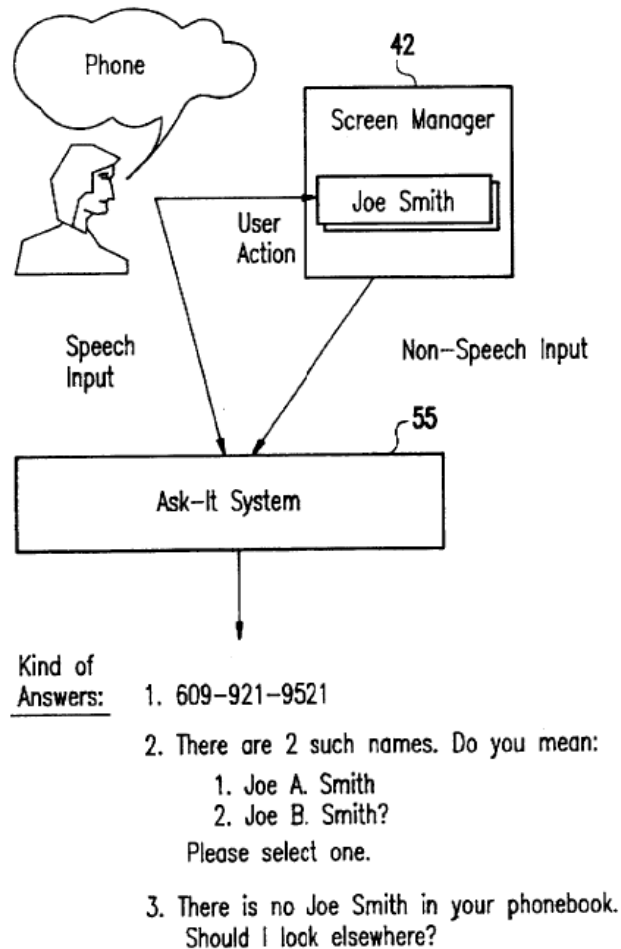 Phone
42
Screen Manager
Joe Smith
User
Action
Speech
Input
Non-Speech Input
55
Ask-It System
Kind of
Answers:
1. 609-921-9521
2. There are 2 such names. Do you mean:
1. Joe A. Smith
2. Joe B. Smith?
Please select one.
3. There is no Joe Smith in your phonebook.
Should I look elsewhere?